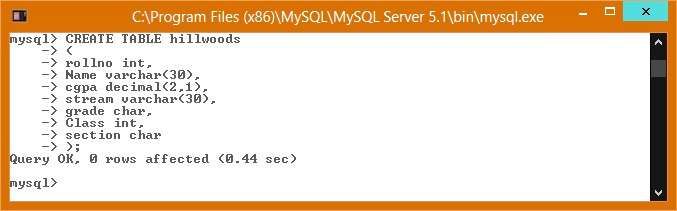 C:\Program Files (x86)\MySQL\MySQL Server 5.1\bin\mysql.exe
mysql> CREATE TABLE hillwoods
    -> (
    -> rollno int,
    -> Name varchar(30),
    -> cgpa decimal(2,1),
    -> stream varchar(30),
    -> grade char,
    -> Class int,
    -> section char
    -> );
Query OK, 0 rows affected (0.44 sec)
mysql>